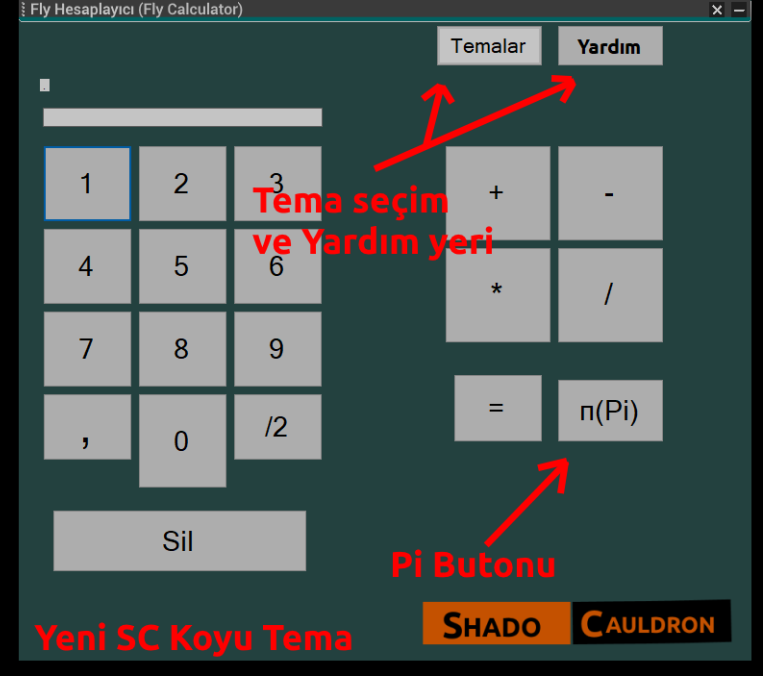 Fly Hesaplayıcı (Fly Calculator)
Temalar
Yardım
.
1 2 3 + -
Tema seçim
ve Yardım yeri
4 5 6 * /
7 8 9
= п(Pi)
, 0 /2
Sil
Pi Butonu
Yeni SC Koyu Tema
SHADO CAULDRON